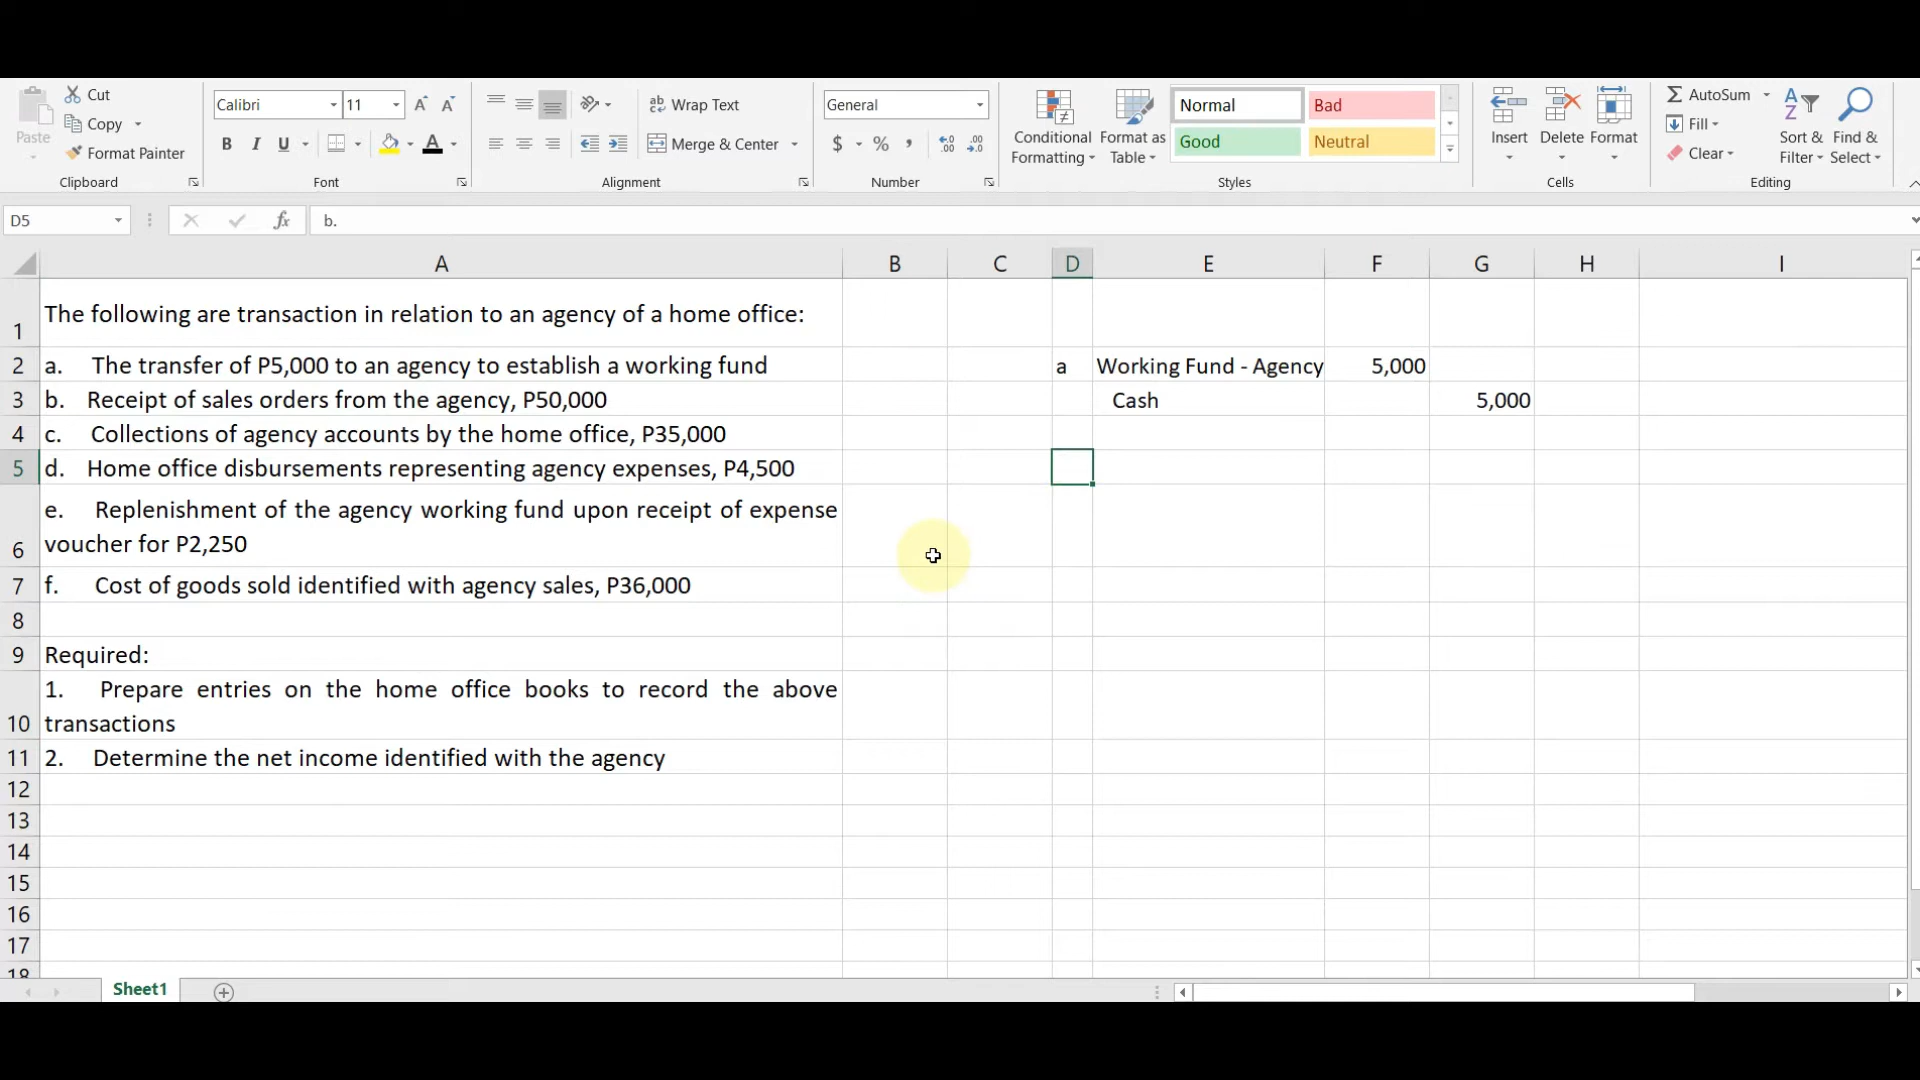 Cut
Copy
Format Painter
Paste
Clipboard
Calibri
11
B I U
Font
Wrap Text
Merge & Center
Alignment
General
$ % ,
Number
Conditional Formatting
Format as Table
Normal
Bad
Good
Neutral
Styles
Insert
Delete
Format
Cells
AutoSum
Fill
Clear
Sort & Filter
Find & Select
Editing
D5
fx
b.
A B C D E F G H I
1 The following are transaction in relation to an agency of a home office:
2 a. The transfer of P5,000 to an agency to establish a working fund a Working Fund - Agency 5,000
3 b. Receipt of sales orders from the agency, P50,000 Cash 5,000
4 c. Collections of agency accounts by the home office, P35,000
5 d. Home office disbursements representing agency expenses, P4,500
e. Replenishment of the agency working fund upon receipt of expense
6 voucher for P2,250
7 f. Cost of goods sold identified with agency sales, P36,000
8
9 Required:
1. Prepare entries on the home office books to record the above
10 transactions
11 2. Determine the net income identified with the agency
12
13
14
15
16
17
18
Sheet1